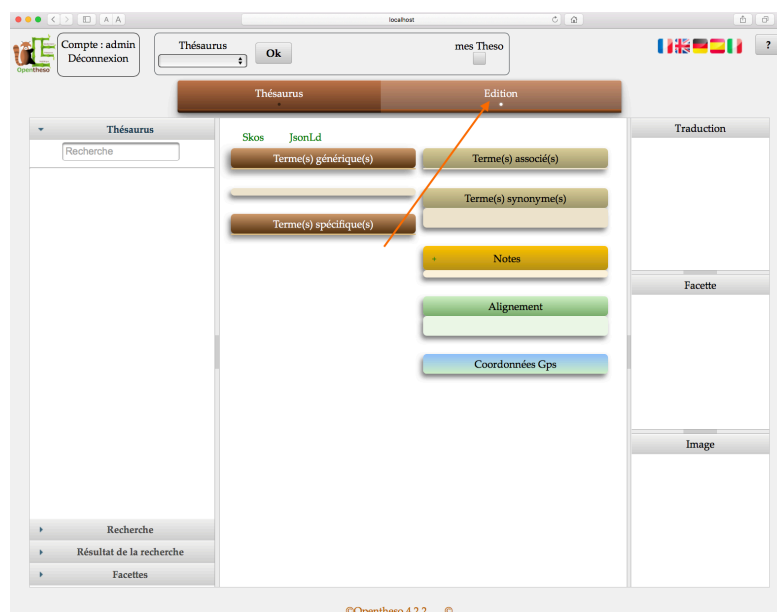 localhost
A A
Opentheso
Compte : admin
Déconnexion
Thésaurus
Ok
mes Theso
?
Thésaurus
Edition
Thésaurus
Recherche
Skos JsonLd
Terme(s) générique(s)
Terme(s) associé(s)
Terme(s) synonyme(s)
Terme(s) spécifique(s)
+ Notes
Alignement
Coordonnées Gps
Traduction
Facette
Image
Recherche
Résultat de la recherche
Facettes
©Opentheso 4.2.2 ©